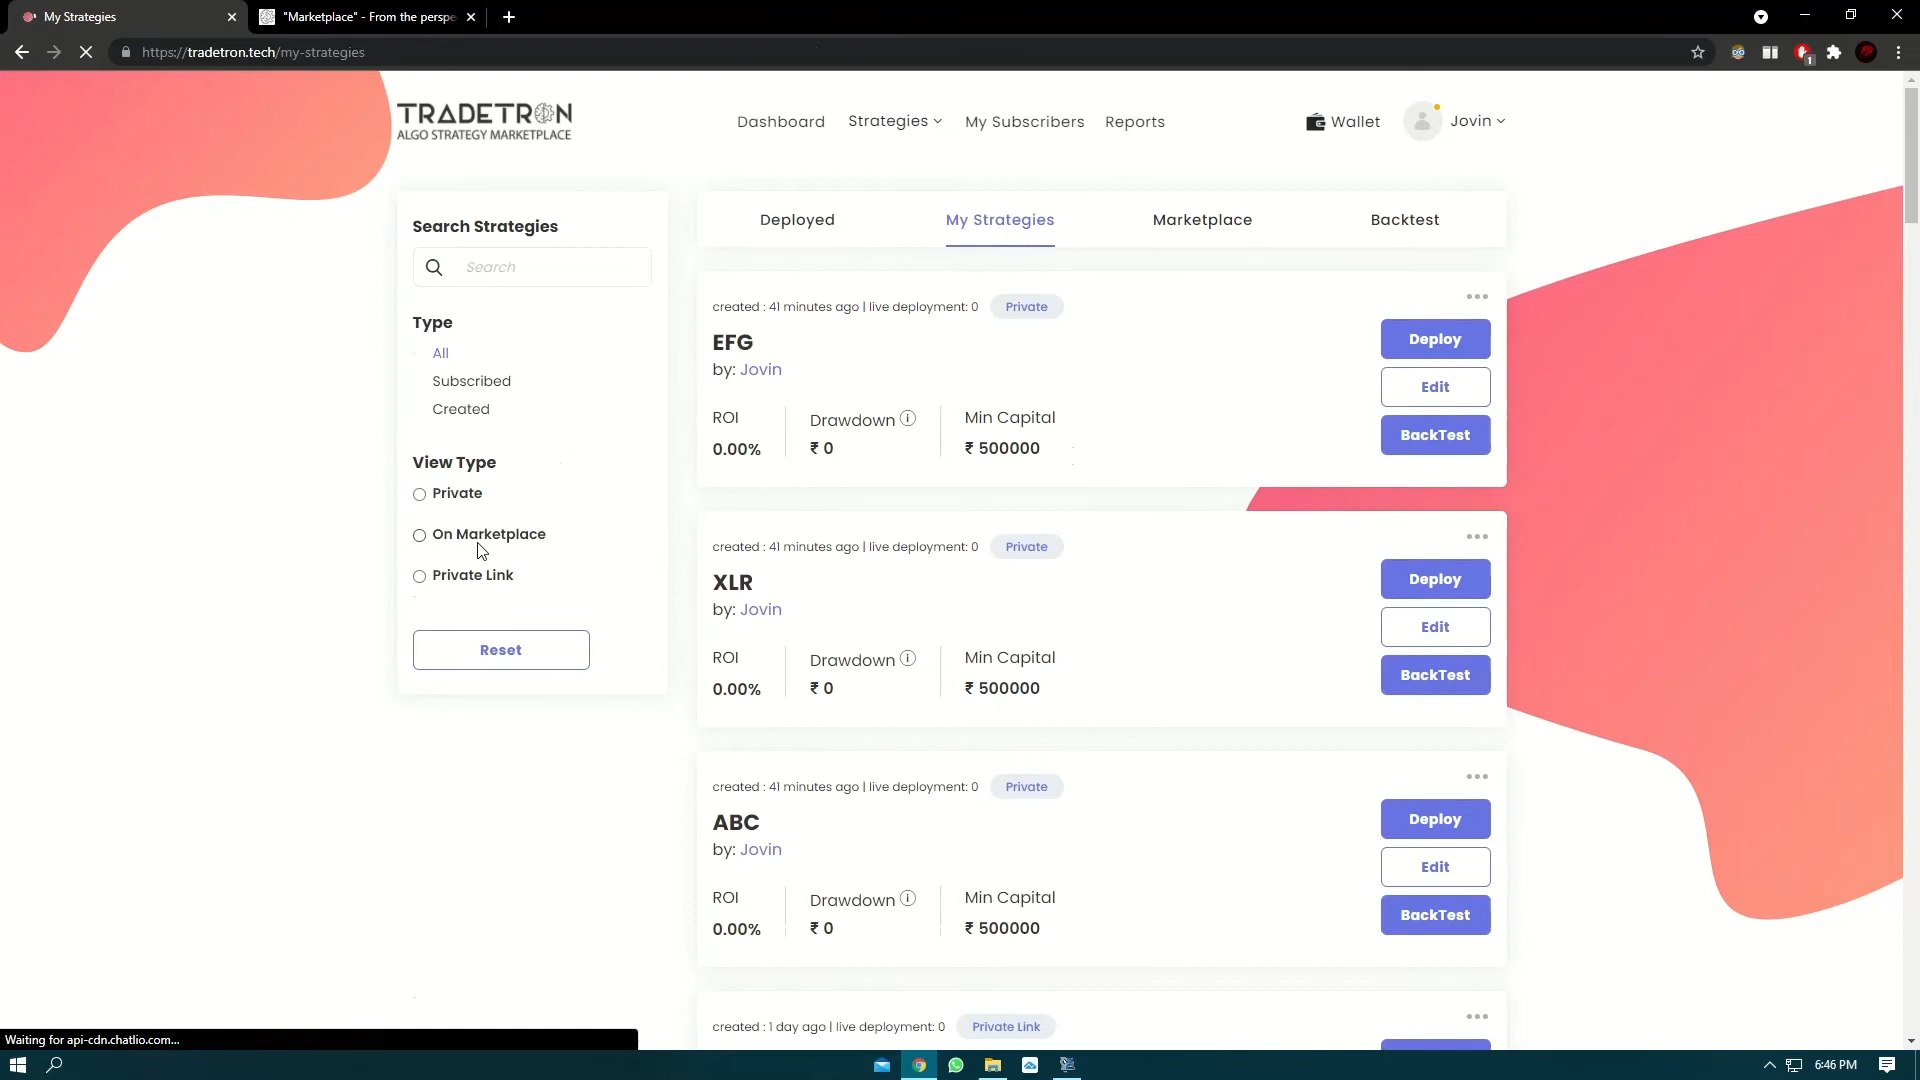 My Strategies
"Marketplace" - From the perspe
https://tradetron.tech/my-strategies
1
TRADETRON
ALGO STRATEGY MARKETPLACE
Dashboard
Strategies
My Subscribers
Reports
Wallet
Jovin
Search Strategies
Search
Type
All
Subscribed
Created
View Type
Private
On Marketplace
Private Link
Reset
Deployed
My Strategies
Marketplace
Backtest
created : 41 minutes ago | live deployment: 0 Private
EFG
by: Jovin
ROI Drawdown Min Capital
0.00% ₹ 0 ₹ 500000
Deploy
Edit
BackTest
created : 41 minutes ago | live deployment: 0 Private
XLR
by: Jovin
ROI Drawdown Min Capital
0.00% ₹ 0 ₹ 500000
Deploy
Edit
BackTest
created : 41 minutes ago | live deployment: 0 Private
ABC
by: Jovin
ROI Drawdown Min Capital
0.00% ₹ 0 ₹ 500000
Deploy
Edit
BackTest
created : 1 day ago | live deployment: 0 Private Link
Waiting for api-cdn.chatlio.com...
6:46 PM